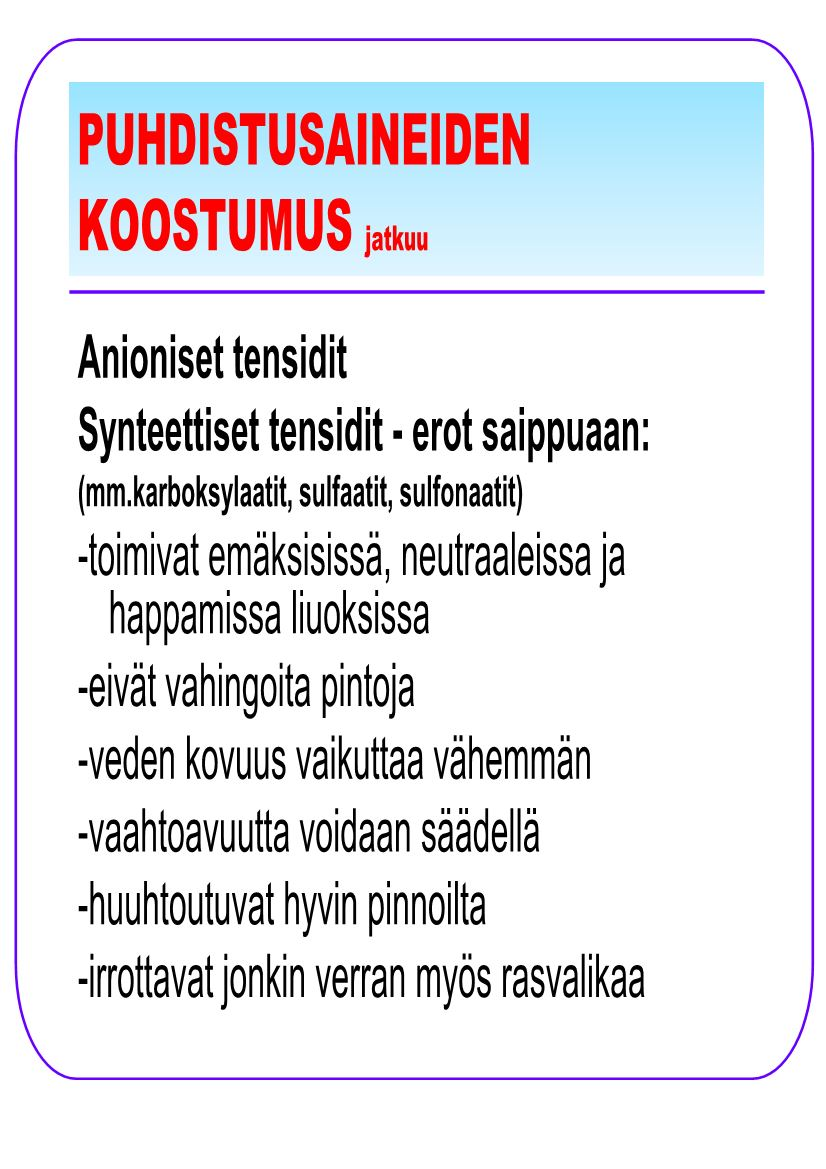 PUHDISTUSAINEIDEN
KOOSTUMUS jatkuu
Anioniset tensidit
Synteettiset tensidit - erot saippuaan:
(mm.karboksylaatit, sulfaatit, sulfonaatit)
-toimivat emäksisissä, neutraaleissa ja
happamissa liuoksissa
-eivät vahingoita pintoja
-veden kovuus vaikuttaa vähemmän
-vaahtoavuutta voidaan säädellä
-huuhtoutuvat hyvin pinnoilta
-irrottavat jonkin verran myös rasvalikaa